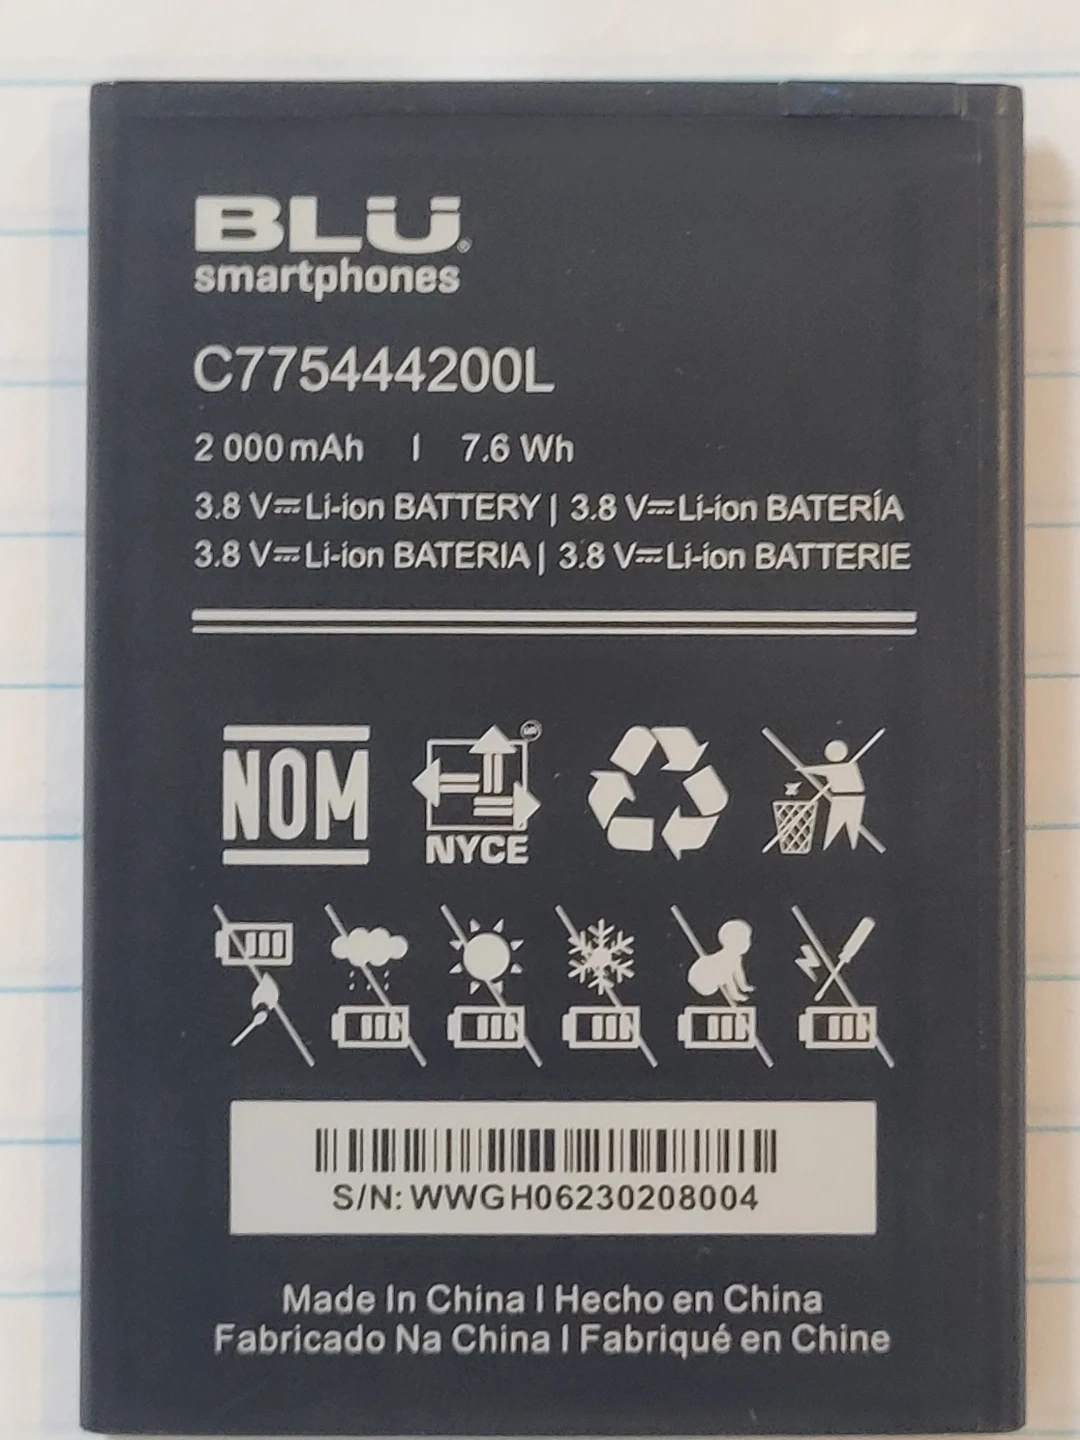 BLU®
smartphones
C775444200L
2 000 mAh | 7.6 Wh
3.8 V⎓Li-ion BATTERY | 3.8 V⎓Li-ion BATERÍA
3.8 V⎓Li-ion BATERIA | 3.8 V⎓Li-ion BATTERIE
NOM
NYCE
S/N: WWGH06230208004
Made In China | Hecho en China
Fabricado Na China | Fabriqué en Chine